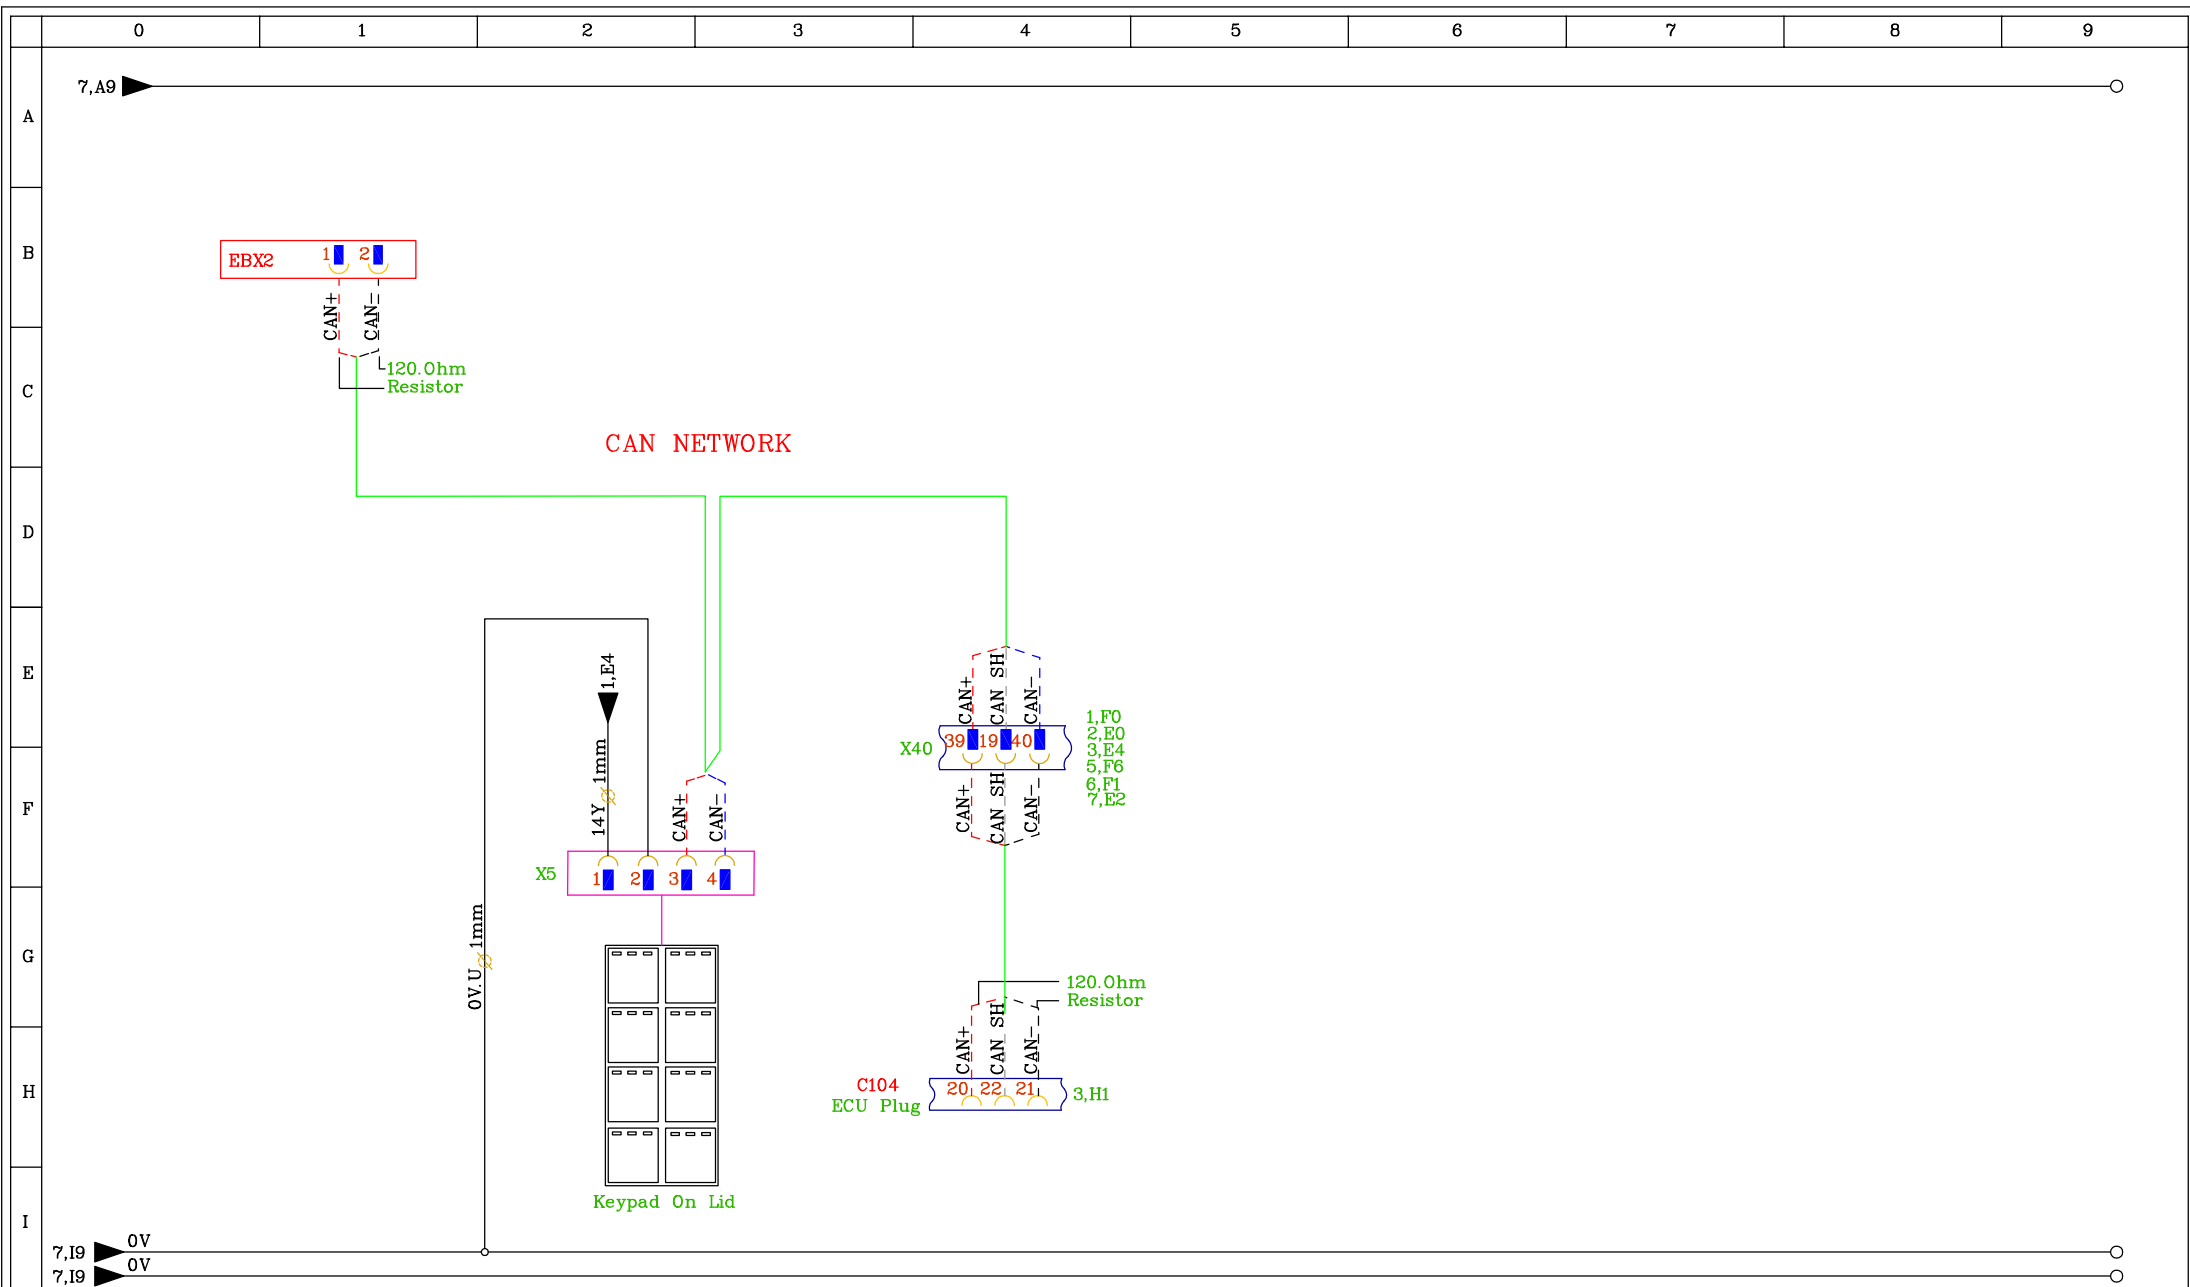 0 1 2 3 4 5 6 7 8 9
7,A9
A
B
EBX2 1 2
CAN+ CAN-
120.Ohm
Resistor
C
CAN NETWORK
D
E
1,E4
CAN+ CAN SH CAN-
1,F0
2,E0
3,E4
5,F6
6,F1
7,E2
X40 39 19 40
14Y 1mm
CAN+ CAN-
CAN+ CAN SH CAN-
F
X5 1 2 3 4
0V.U 1mm
G
120.Ohm
Resistor
CAN+ CAN SH CAN-
H
C104
ECU Plug
20 22 21
3,H1
Keypad On Lid
I
7,I9 0V
7,I9 0V